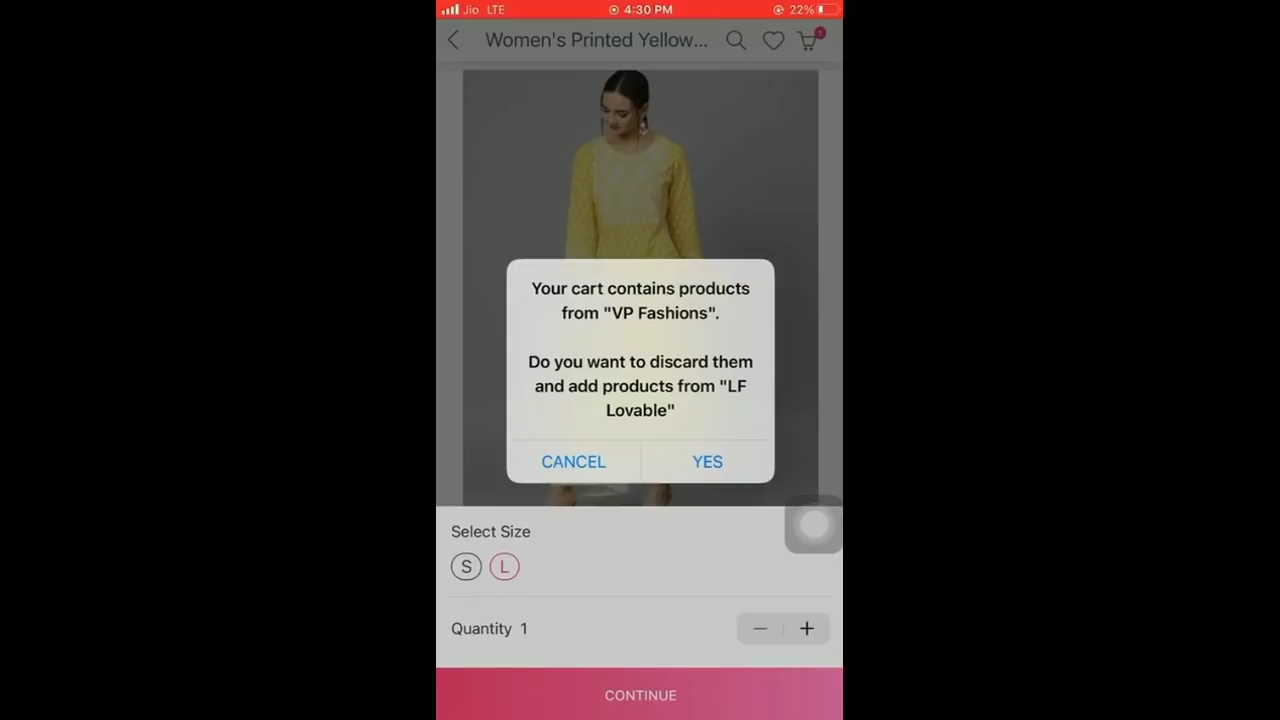 Jio LTE 4:30 PM 22%
Women's Printed Yellow... 1
Your cart contains products
from "VP Fashions".
Do you want to discard them
and add products from "LF
Lovable"
CANCEL YES
Select Size
S L
Quantity 1
CONTINUE